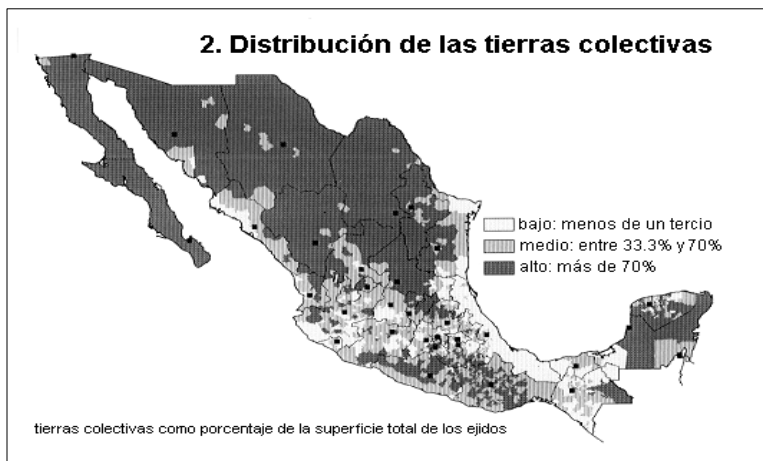 2. Distribución de las tierras colectivas
bajo: menos de un tercio
medio: entre 33.3% y 70%
alto: más de 70%
tierras colectivas como porcentaje de la superficie total de los ejidos